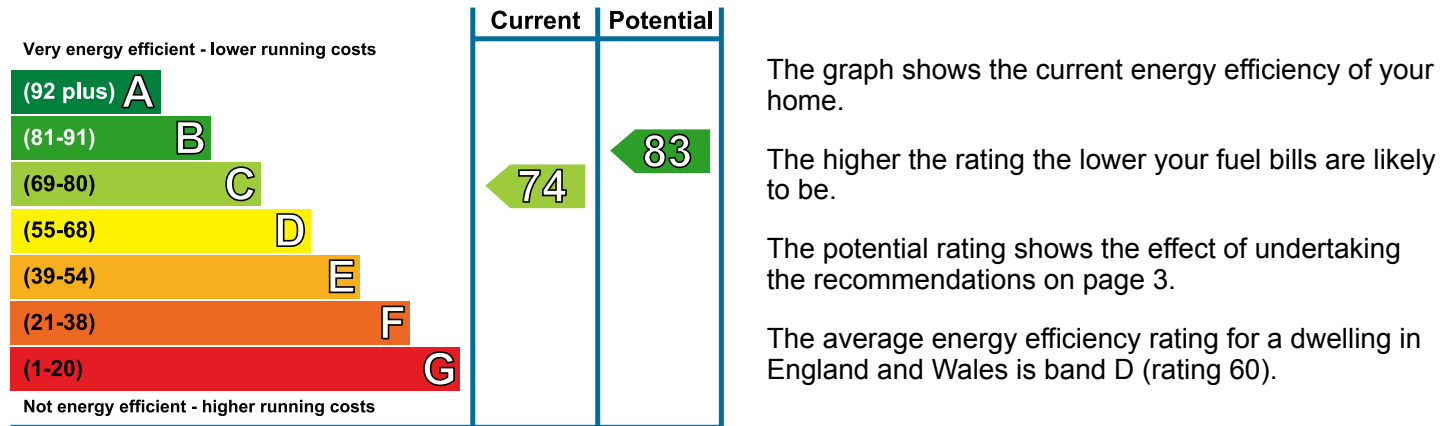 Current Potential
Very energy efficient - lower running costs
(92 plus) A
(81-91) B
(69-80) C
(55-68) D
(39-54) E
(21-38) F
(1-20) G
Not energy efficient - higher running costs
74
83
The graph shows the current energy efficiency of your
home.
The higher the rating the lower your fuel bills are likely
to be.
The potential rating shows the effect of undertaking
the recommendations on page 3.
The average energy efficiency rating for a dwelling in
England and Wales is band D (rating 60).